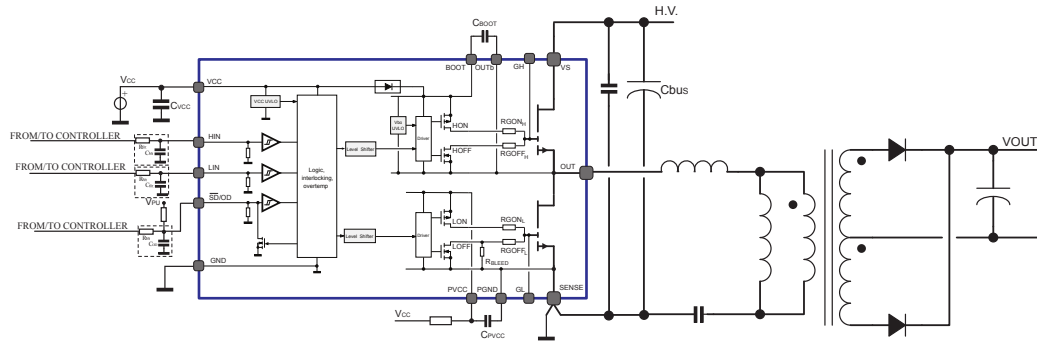 H.V.
CBOOT
BOOT
OUTb
GH
VS
Cbus
VCC
VCC
CVCC
VCC UVLO
Vbo UVLO
HON
RGONH
FROM/TO CONTROLLER
HIN
Level Shifter
Driver
HOFF
RGOFFH
VOUT
FROM/TO CONTROLLER
LIN
Logic,
interlocking,
overtemp
OUT
VPU
SD/OD
FROM/TO CONTROLLER
LON
RGONL
Level Shifter
Driver
LOFF
RGOFFL
RBLEED
GND
PVCC
PGND
GL
SENSE
VCC
CPVCC